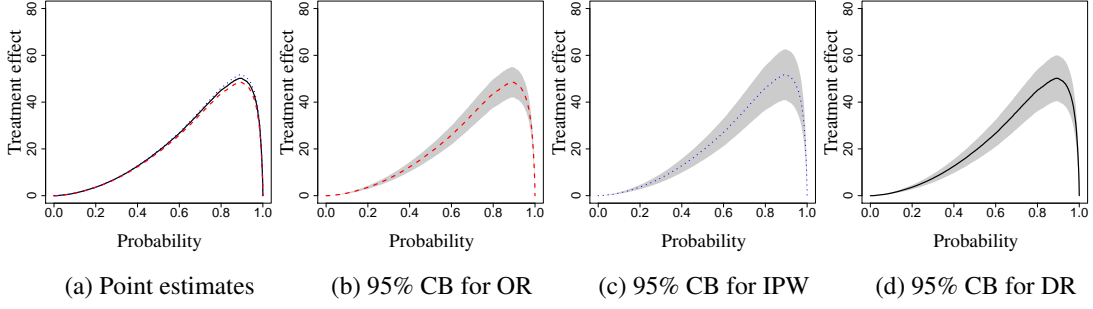 Treatment effect
0 20 40 60 80
0.0 0.2 0.4 0.6 0.8 1.0
Probability
(a) Point estimates
Treatment effect
0 20 40 60 80
0.0 0.2 0.4 0.6 0.8 1.0
Probability
(b) 95% CB for OR
Treatment effect
0 20 40 60 80
0.0 0.2 0.4 0.6 0.8 1.0
Probability
(c) 95% CB for IPW
Treatment effect
0 20 40 60 80
0.0 0.2 0.4 0.6 0.8 1.0
Probability
(d) 95% CB for DR